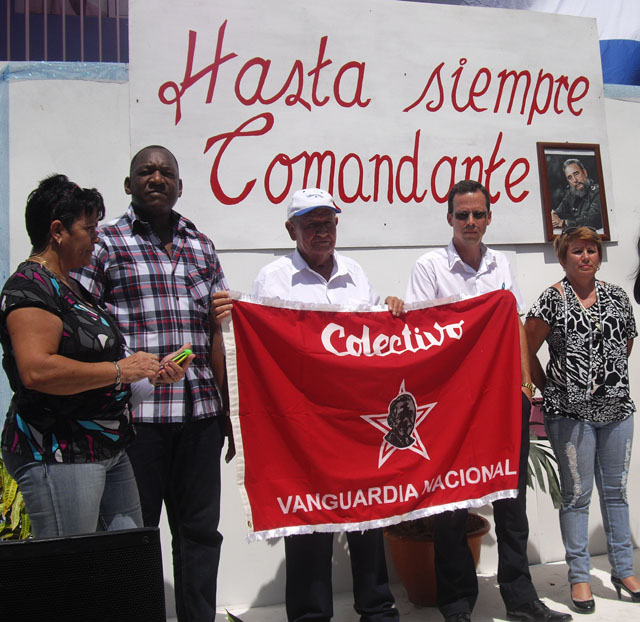 Hasta siempre
Comandante
Colectivo
VANGUARDIA NACIONAL